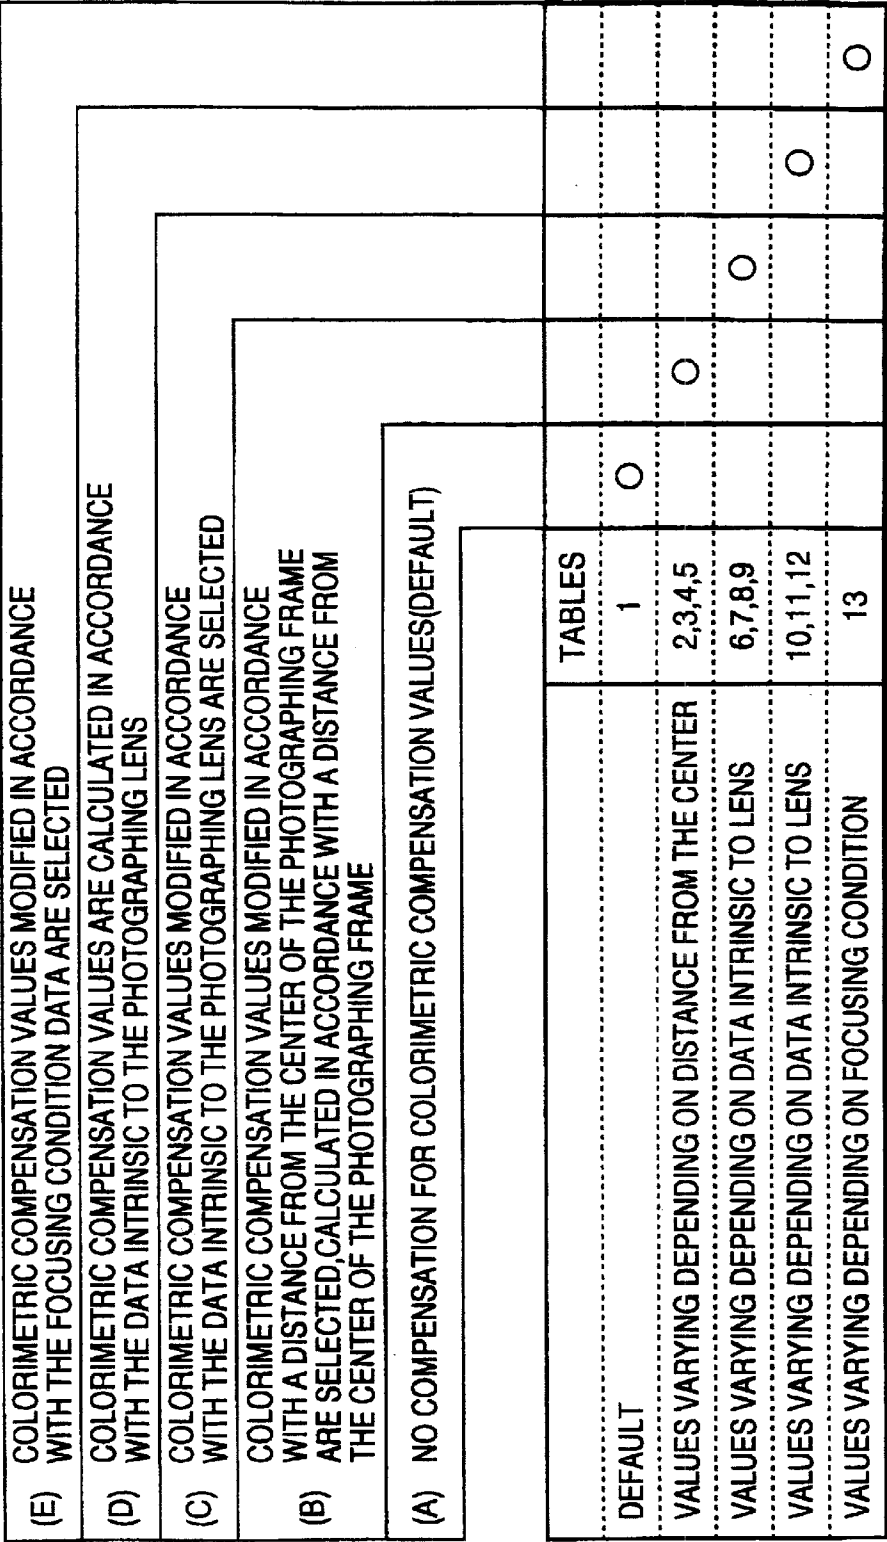 (E) COLORIMETRIC COMPENSATION VALUES MODIFIED IN ACCORDANCE
WITH THE FOCUSING CONDITION DATA ARE SELECTED
(D) COLORIMETRIC COMPENSATION VALUES ARE CALCULATED IN ACCORDANCE
WITH THE DATA INTRINSIC TO THE PHOTOGRAPHING LENS
(C) COLORIMETRIC COMPENSATION VALUES MODIFIED IN ACCORDANCE
WITH THE DATA INTRINSIC TO THE PHOTOGRAPHING LENS ARE SELECTED
(B) COLORIMETRIC COMPENSATION VALUES MODIFIED IN ACCORDANCE
WITH A DISTANCE FROM THE CENTER OF THE PHOTOGRAPHING FRAME
ARE SELECTED,CALCULATED IN ACCORDANCE WITH A DISTANCE FROM
THE CENTER OF THE PHOTOGRAPHING FRAME
(A) NO COMPENSATION FOR COLORIMETRIC COMPENSATION VALUES(DEFAULT)
TABLES
DEFAULT 1 ○
VALUES VARYING DEPENDING ON DISTANCE FROM THE CENTER 2,3,4,5 ○
VALUES VARYING DEPENDING ON DATA INTRINSIC TO LENS 6,7,8,9 ○
VALUES VARYING DEPENDING ON DATA INTRINSIC TO LENS 10,11,12 ○
VALUES VARYING DEPENDING ON FOCUSING CONDITION 13 ○